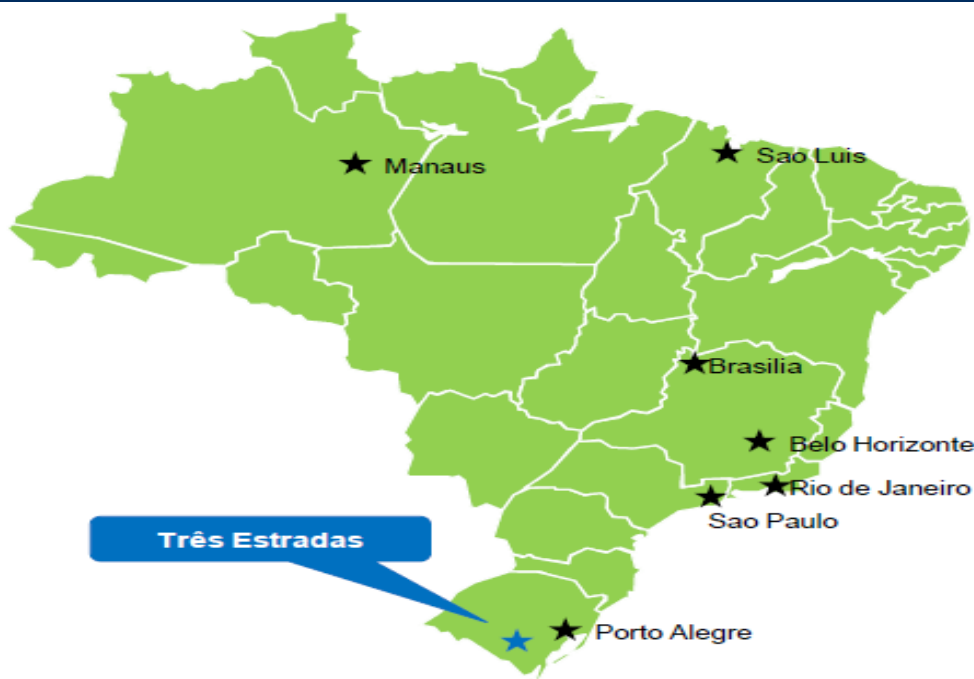 Manaus
Sao Luis
Brasilia
Belo Horizonte
Rio de Janeiro
Sao Paulo
Três Estradas
Porto Alegre